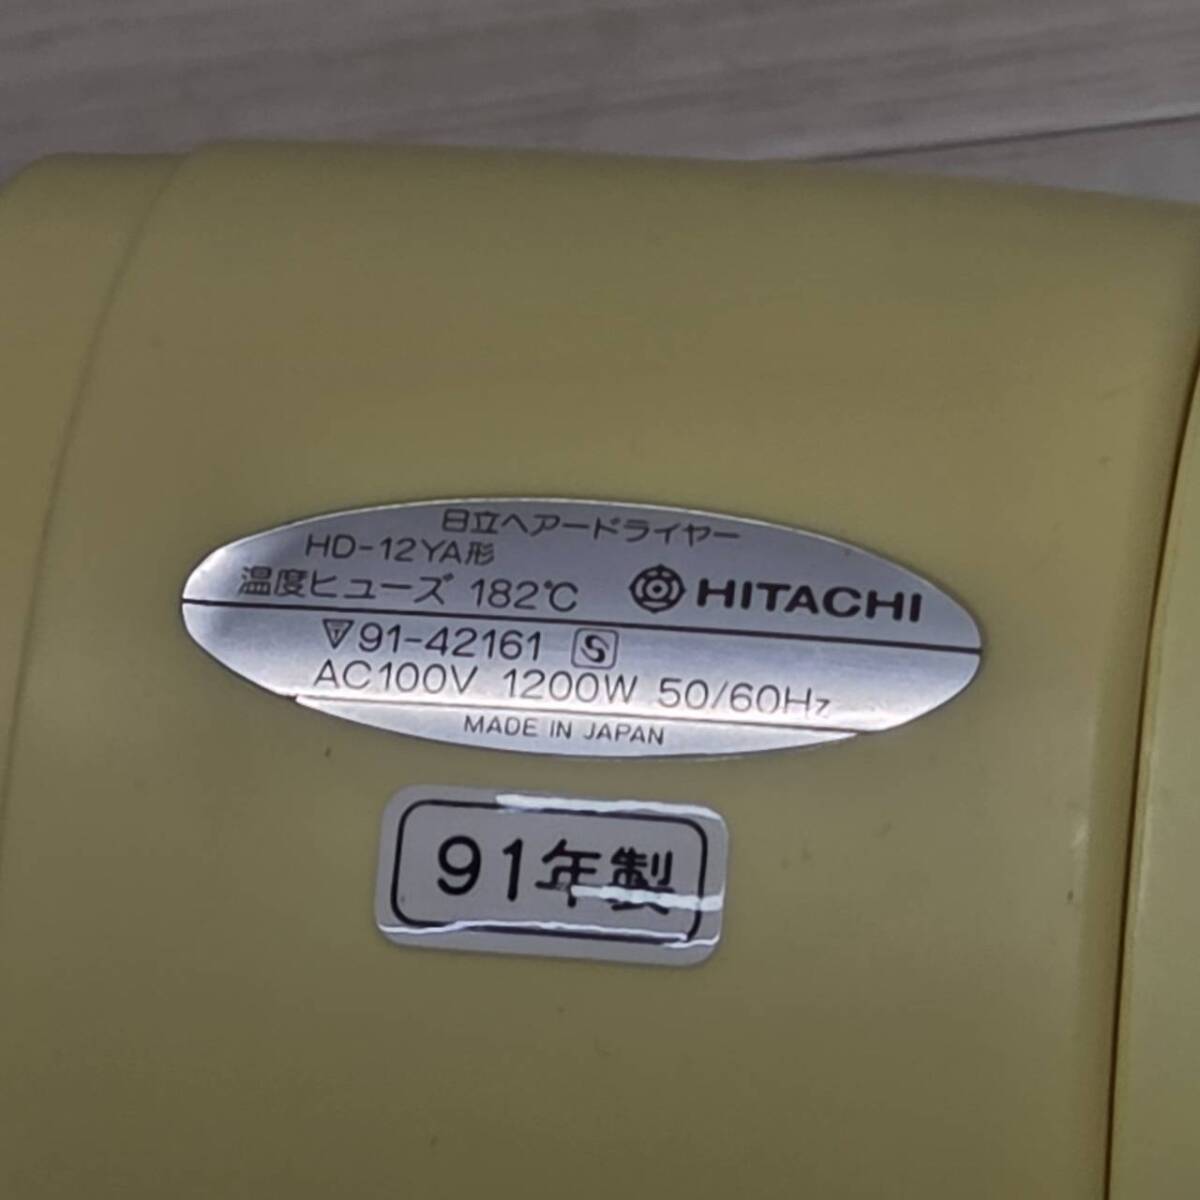 日立ヘアードライヤー
HD-12YA形
温度ヒューズ 182℃ HITACHI
▽91-42161 S
AC100V 1200W 50/60Hz
MADE IN JAPAN
91年製